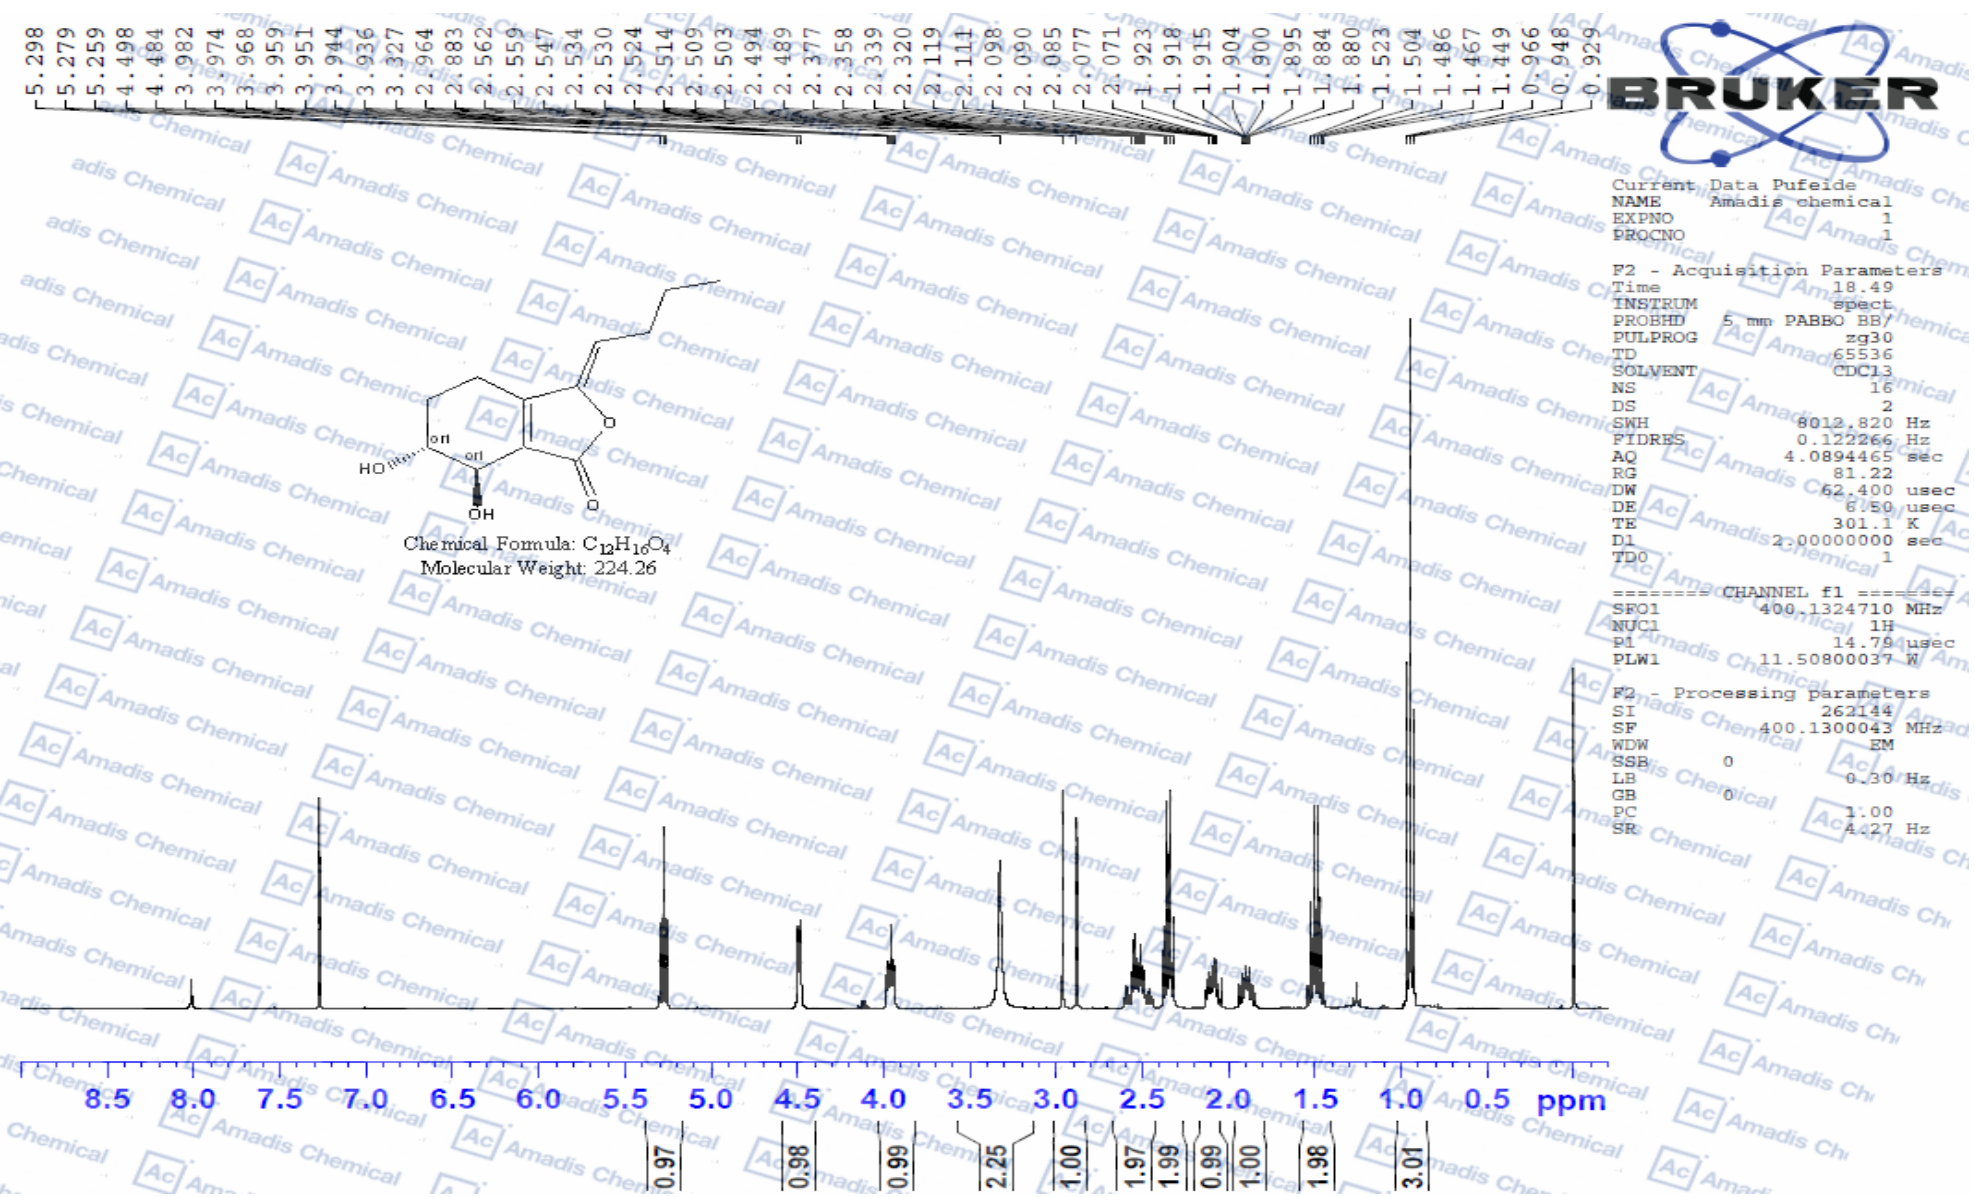 5.298
5.279
5.259
4.498
4.484
3.982
3.974
3.968
3.959
3.951
3.944
3.936
3.327
2.964
2.883
2.562
2.559
2.547
2.534
2.530
2.524
2.514
2.509
2.503
2.494
2.489
2.377
2.358
2.339
2.320
2.119
2.111
2.098
2.090
2.085
2.077
2.071
1.923
1.918
1.915
1.904
1.900
1.895
1.884
1.880
1.523
1.504
1.486
1.467
1.449
0.966
0.948
0.929
BRUKER
Current Data Pufeide
NAME Amadis chemical
EXPNO 1
PROCNO 1
F2 - Acquisition Parameters
Time 18.49
INSTRUM spect
PROBHD 5 mm PABBO BB/
PULPROG zg30
TD 65536
SOLVENT CDCl3
NS 16
DS 2
SWH 8012.820 Hz
FIDRES 0.122266 Hz
AQ 4.0894465 sec
RG 81.22
DW 62.400 usec
DE 6.50 usec
TE 301.1 K
D1 2.00000000 sec
TD0 1
======== CHANNEL f1 ========
SFO1 400.1324710 MHz
NUC1 1H
P1 14.79 usec
PLW1 11.50800037 W
F2 - Processing parameters
SI 262144
SF 400.1300043 MHz
WDW EM
SSB 0
LB 0.30 Hz
GB 0
PC 1.00
SR 4.27 Hz
or1
HO
or1
OH
O
O
Chemical Formula: C12H16O4
Molecular Weight: 224.26
8.5 8.0 7.5 7.0 6.5 6.0 5.5 5.0 4.5 4.0 3.5 3.0 2.5 2.0 1.5 1.0 0.5 ppm
0.97
0.98
0.99
2.25
1.00
1.97
1.99
0.99
1.00
1.98
3.01
Ac Amadis Chemical